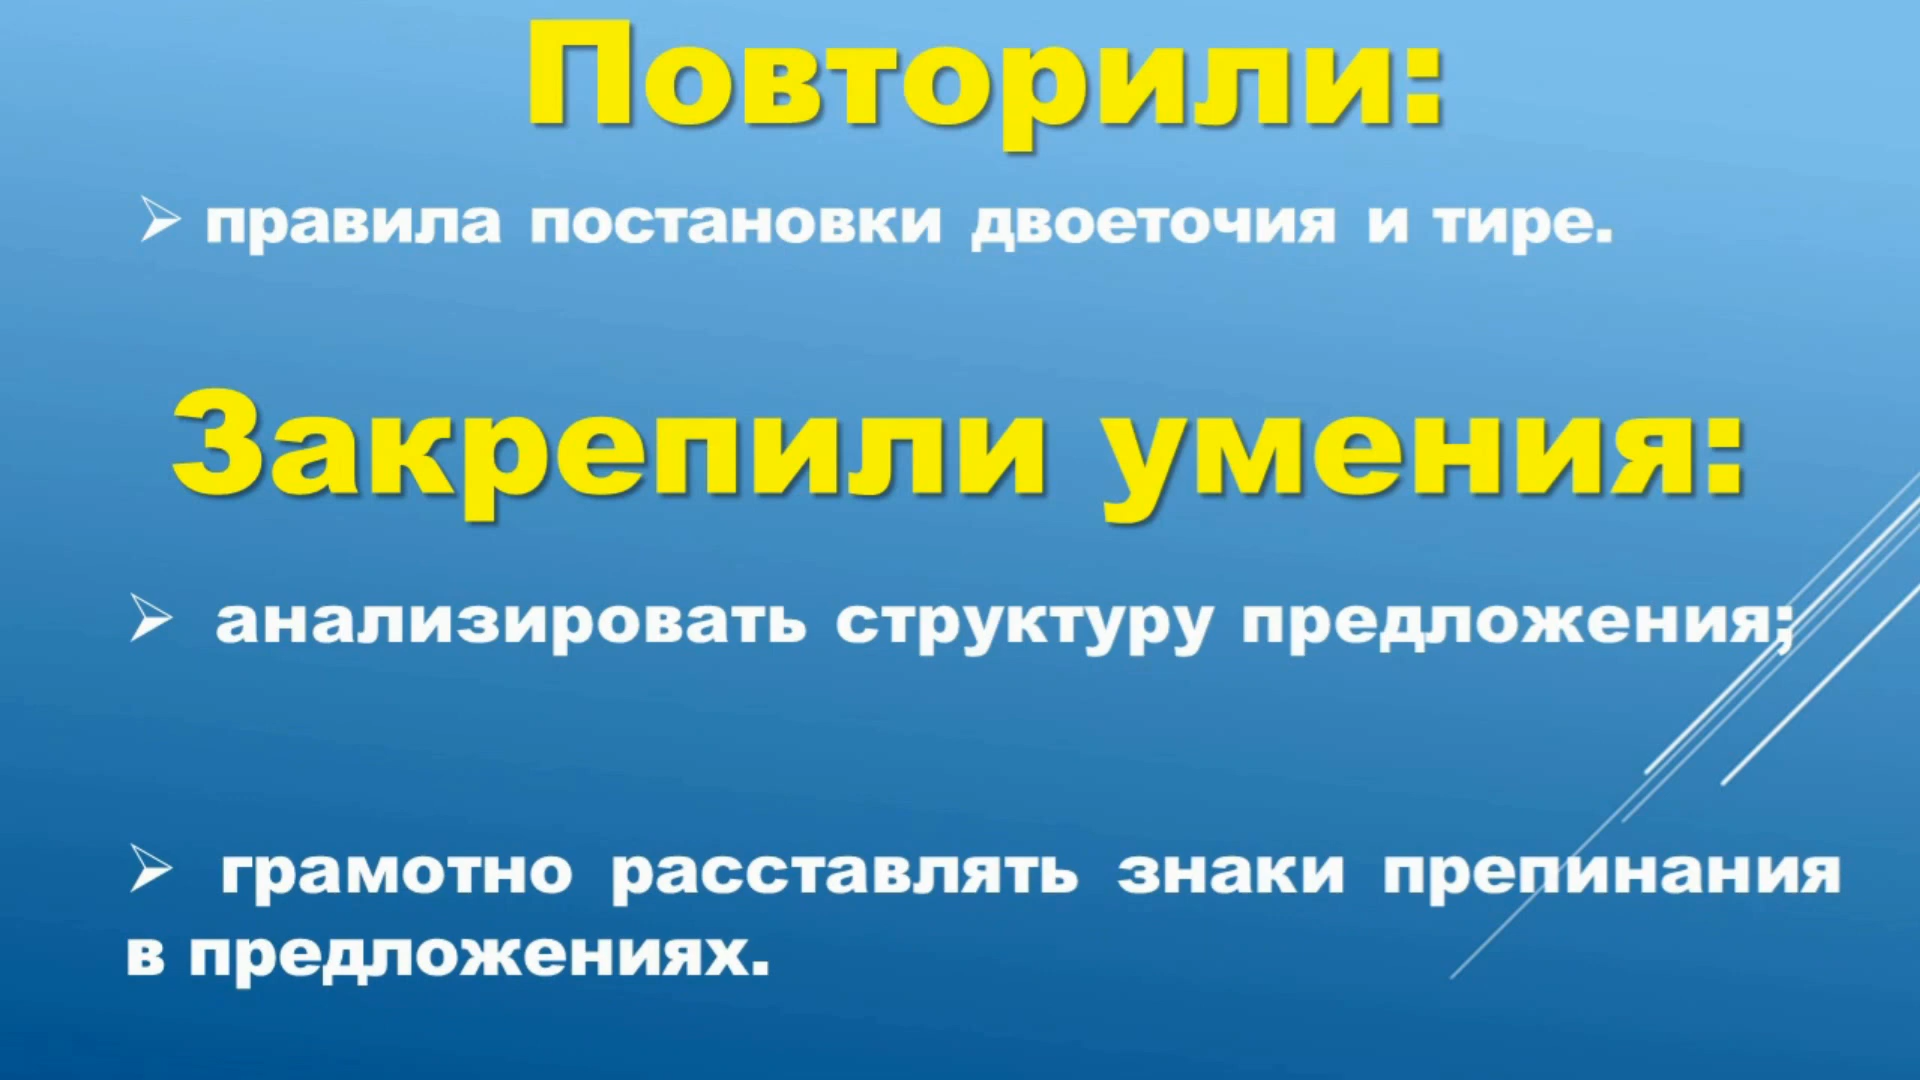 Повторили:
➢ правила постановки двоеточия и тире.
Закрепили умения:
➢ анализировать структуру предложения;
➢ грамотно расставлять знаки препинания
в предложениях.